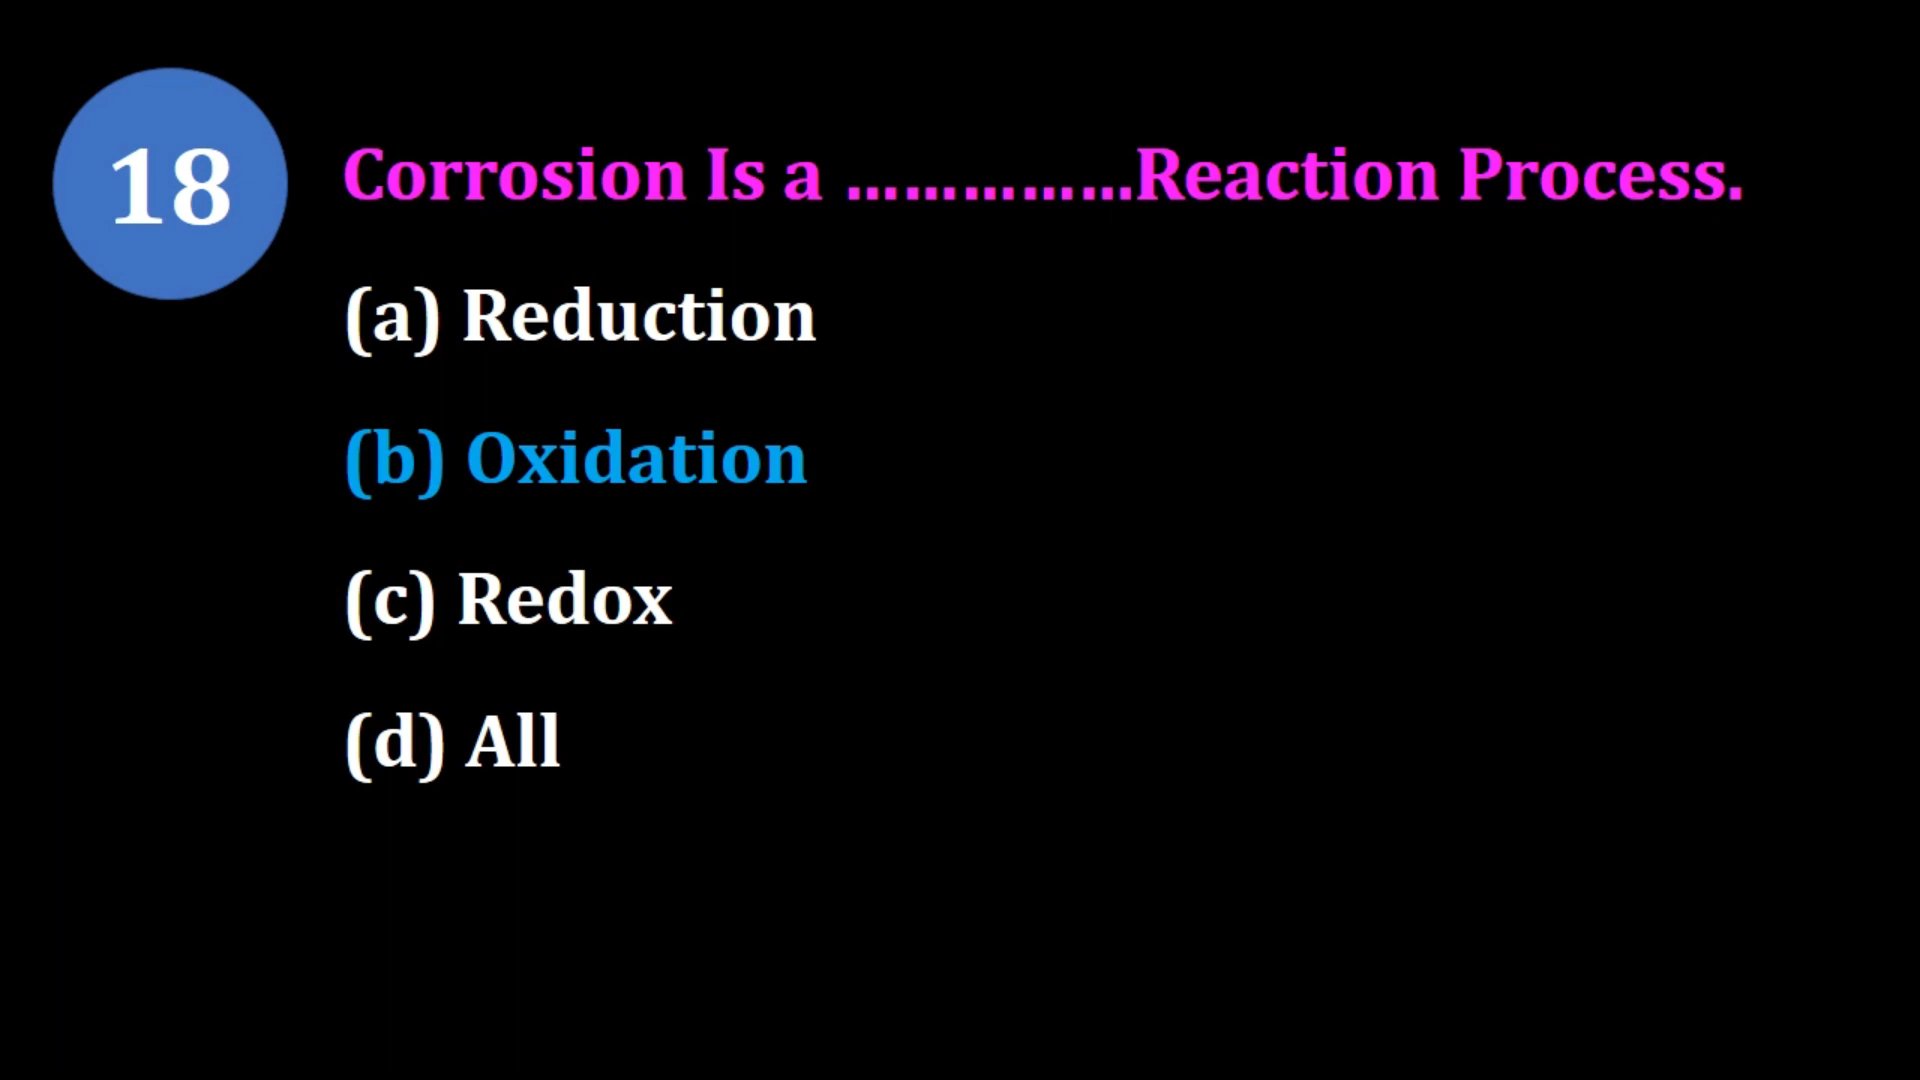 18
Corrosion Is a ...............Reaction Process.
(a) Reduction
(b) Oxidation
(c) Redox
(d) All